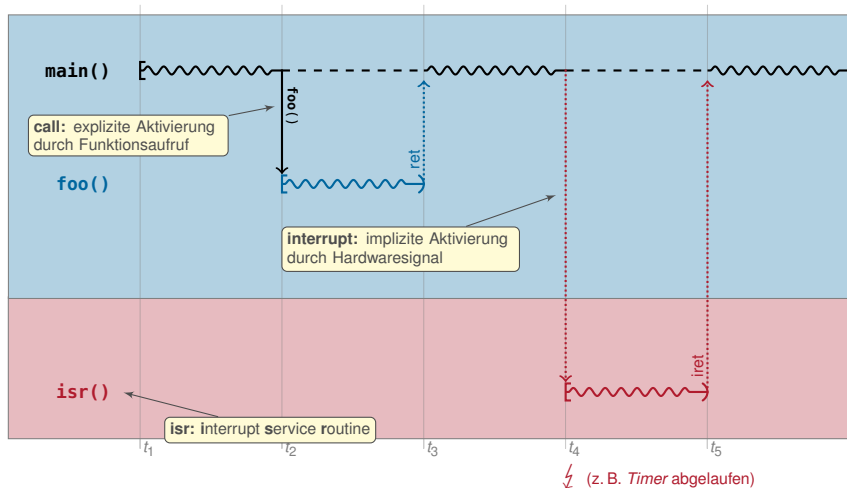 main()
foo()
call: explizite Aktivierung
durch Funktionsaufruf
ret
foo()
interrupt: implizite Aktivierung
durch Hardwaresignal
iret
isr()
isr: interrupt service routine
t1 t2 t3 t4 t5
(z. B. Timer abgelaufen)